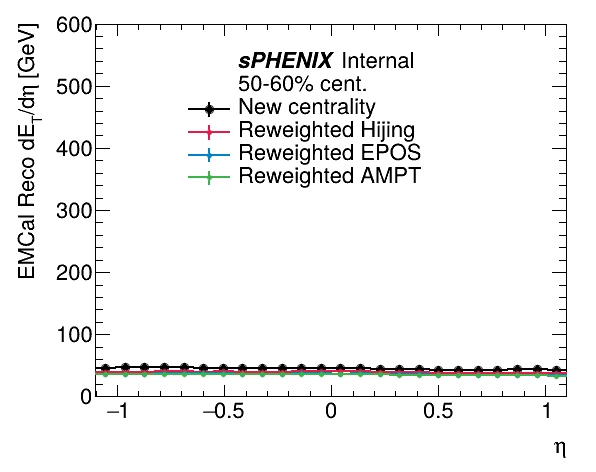 sPHENIX Internal
50-60% cent.
New centrality
Reweighted Hijing
Reweighted EPOS
Reweighted AMPT
EMCal Reco dE_T/dη [GeV]
600
500
400
300
200
100
0
−1
−0.5
0
0.5
1
η